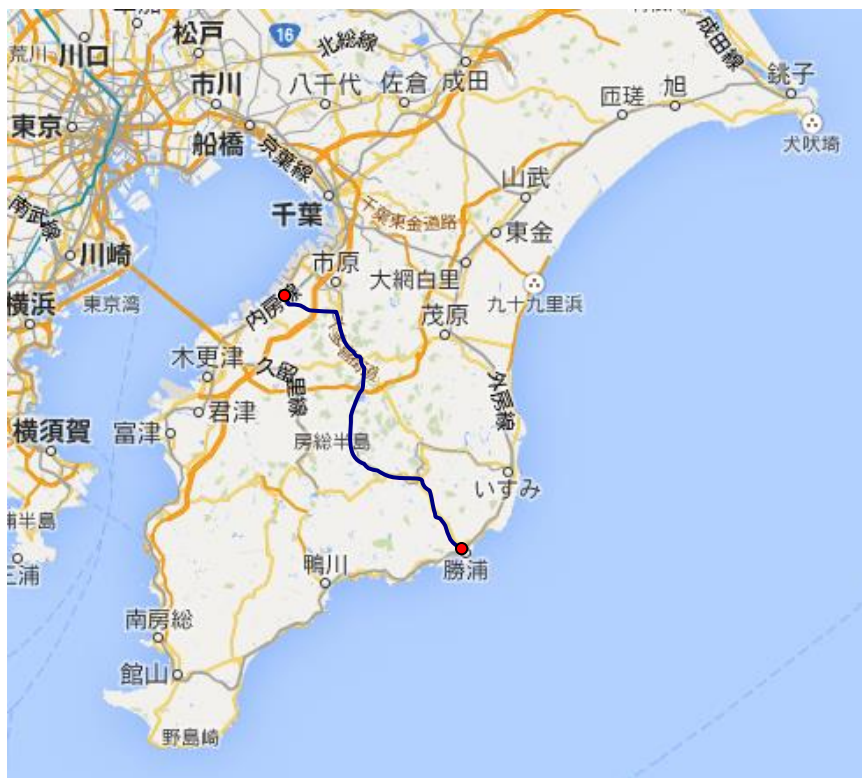 松戸
川口
荒川
16
北総線
成田線
市川
八千代
佐倉
成田
匝瑳
旭
銚子
東京
船橋
京葉線
犬吠埼
山武
南武線
千葉
千葉東金道路
東金
川崎
市原
大網白里
横浜
東京湾
内房線
九十九里浜
茂原
木更津
久留里線
外房線
君津
富津
横須賀
房総半島
いすみ
浦半島
三浦
鴨川
勝浦
南房総
館山
野島崎